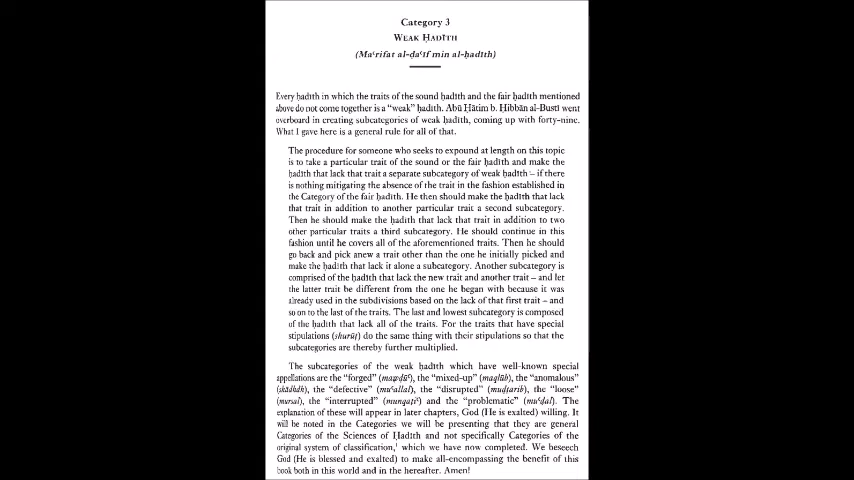 Category 3
WEAK ḤADĪTH
(Maʿrifat al-ḍaʿīf min al-ḥadīth)
Every ḥadīth in which the traits of the sound ḥadīth and the fair ḥadīth mentioned
above do not come together is a “weak” ḥadīth. Abū Ḥātim b. Ḥibbān al-Bustī went
overboard in creating subcategories of weak ḥadīth, coming up with forty-nine.
What I gave here is a general rule for all of that.
The procedure for someone who seeks to expound at length on this topic
is to take a particular trait of the sound or the fair ḥadīth and make the
ḥadīth that lack that trait a separate subcategory of weak ḥadīth – if there
is nothing mitigating the absence of the trait in the fashion established in
the Category of the fair ḥadīth. He then should make the ḥadīth that lack
that trait in addition to another particular trait a second subcategory.
Then he should make the ḥadīth that lack that trait in addition to two
other particular traits a third subcategory. He should continue in this
fashion until he covers all of the aforementioned traits. Then he should
go back and pick anew a trait other than the one he initially picked and
make the ḥadīth that lack it alone a subcategory. Another subcategory is
comprised of the ḥadīth that lack the new trait and another trait – and let
the latter trait be different from the one he began with because it was
already used in the subdivisions based on the lack of that first trait – and
so on to the last of the traits. The last and lowest subcategory is composed
of the ḥadīth that lack all of the traits. For the traits that have special
stipulations (shurūṭ) do the same thing with their stipulations so that the
subcategories are thereby further multiplied.
The subcategories of the weak ḥadīth which have well-known special
appellations are the “forged” (mawḍūʿ), the “mixed-up” (maqlūb), the “anomalous”
(shādhdh), the “defective” (muʿallal), the “disrupted” (muḍṭarib), the “loose”
(mursal), the “interrupted” (munqaṭiʿ) and the “problematic” (muʿḍal). The
explanation of these will appear in later chapters, God (He is exalted) willing. It
will be noted in the Categories we will be presenting that they are general
Categories of the Sciences of Ḥadīth and not specifically Categories of the
original system of classification,¹ which we have now completed. We beseech
God (He is blessed and exalted) to make all-encompassing the benefit of this
book both in this world and in the hereafter. Amen!